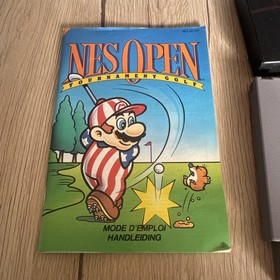 NES OPEN
TOURNAMENT GOLF
MODE D'EMPLOI
HANDLEIDING